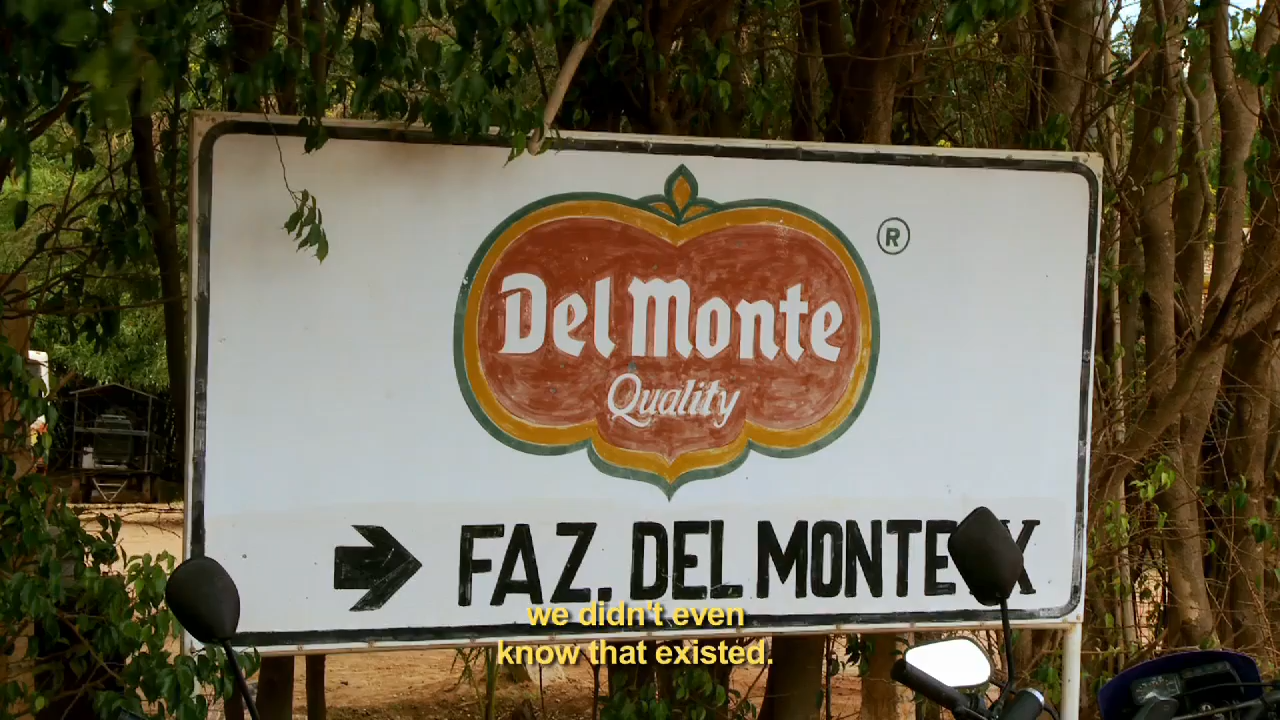 Del Monte
Quality
®
FAZ. DEL MONTE X
we didn't even
know that existed.